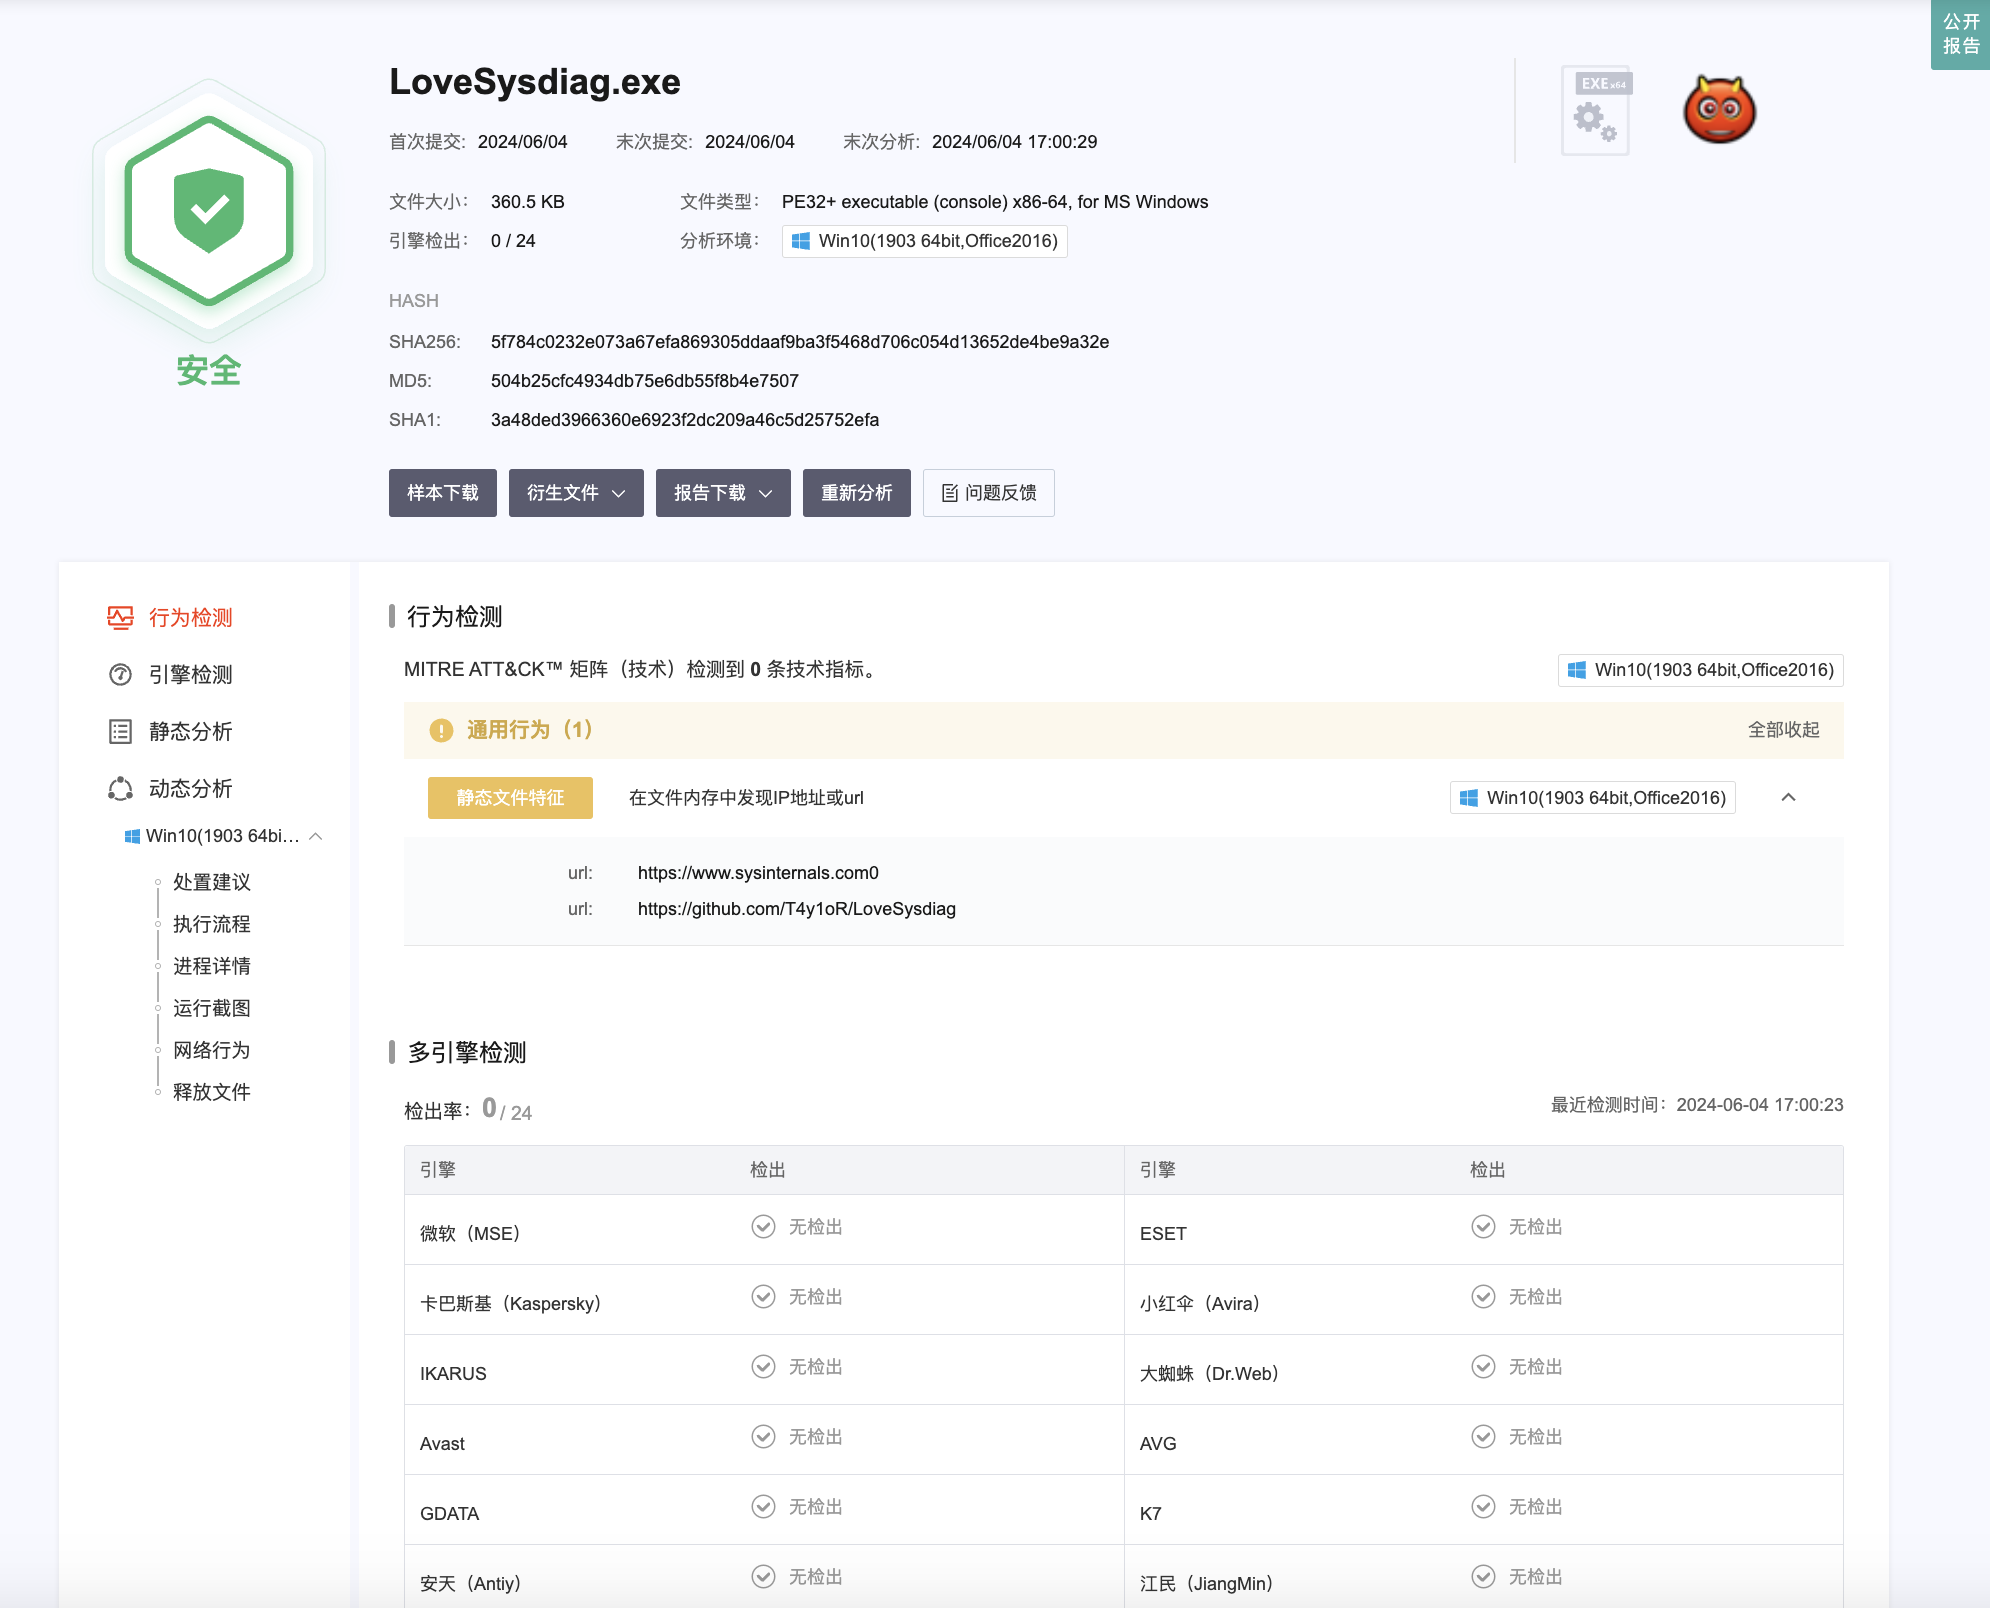 公开
报告
LoveSysdiag.exe
EXE x64
首次提交: 2024/06/04 末次提交: 2024/06/04 末次分析: 2024/06/04 17:00:29
文件大小: 360.5 KB 文件类型: PE32+ executable (console) x86-64, for MS Windows
引擎检出: 0 / 24 分析环境: Win10(1903 64bit,Office2016)
安全
HASH
SHA256: 5f784c0232e073a67efa869305ddaaf9ba3f5468d706c054d13652de4be9a32e
MD5: 504b25cfc4934db75e6db55f8b4e7507
SHA1: 3a48ded3966360e6923f2dc209a46c5d25752efa
样本下载 衍生文件 报告下载 重新分析 问题反馈
行为检测
引擎检测
静态分析
动态分析
Win10(1903 64bi...
处置建议
执行流程
进程详情
运行截图
网络行为
释放文件
行为检测
MITRE ATT&CK™ 矩阵（技术）检测到 0 条技术指标。 Win10(1903 64bit,Office2016)
通用行为（1） 全部收起
静态文件特征 在文件内存中发现IP地址或url Win10(1903 64bit,Office2016)
url: https://www.sysinternals.com0
url: https://github.com/T4y1oR/LoveSysdiag
多引擎检测
检出率: 0 / 24 最近检测时间: 2024-06-04 17:00:23
引擎 检出 引擎 检出
微软（MSE） 无检出 ESET 无检出
卡巴斯基（Kaspersky） 无检出 小红伞（Avira） 无检出
IKARUS 无检出 大蜘蛛（Dr.Web） 无检出
Avast 无检出 AVG 无检出
GDATA 无检出 K7 无检出
安天（Antiy） 无检出 江民（JiangMin） 无检出